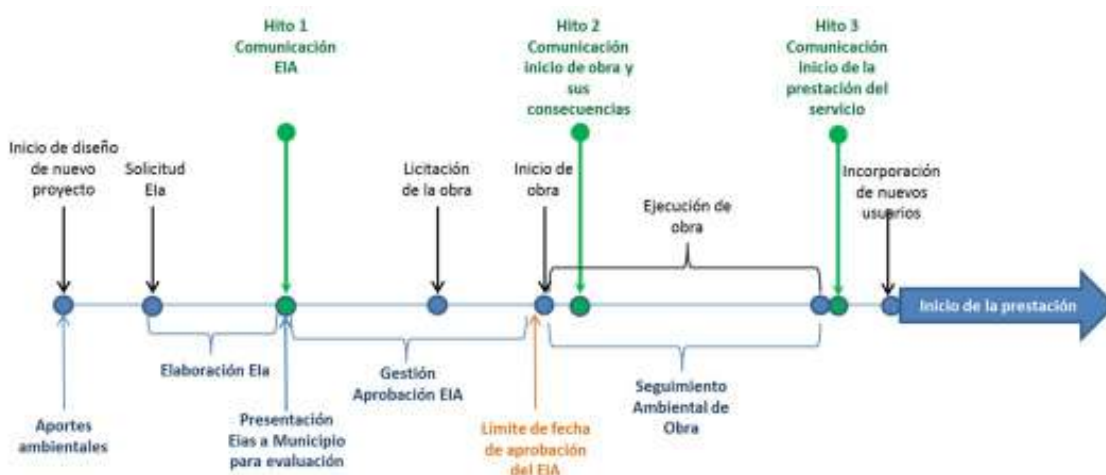 Hito 1
Comunicación
EIA
Hito 2
Comunicación
inicio de obra y
sus
consecuencias
Hito 3
Comunicación
inicio de la
prestación del
servicio
Inicio de diseño
de nuevo
proyecto
Solicitud
EIa
Licitación
de la obra
Inicio de
obra
Ejecución de
obra
Incorporación
de nuevos
usuarios
Inicio de la prestación
Elaboración EIa
Gestión
Aprobación EIA
Seguimiento
Ambiental de
Obra
Aportes
ambientales
Presentación
Eias a Municipio
para evaluación
Límite de fecha
de aprobación
del EIA